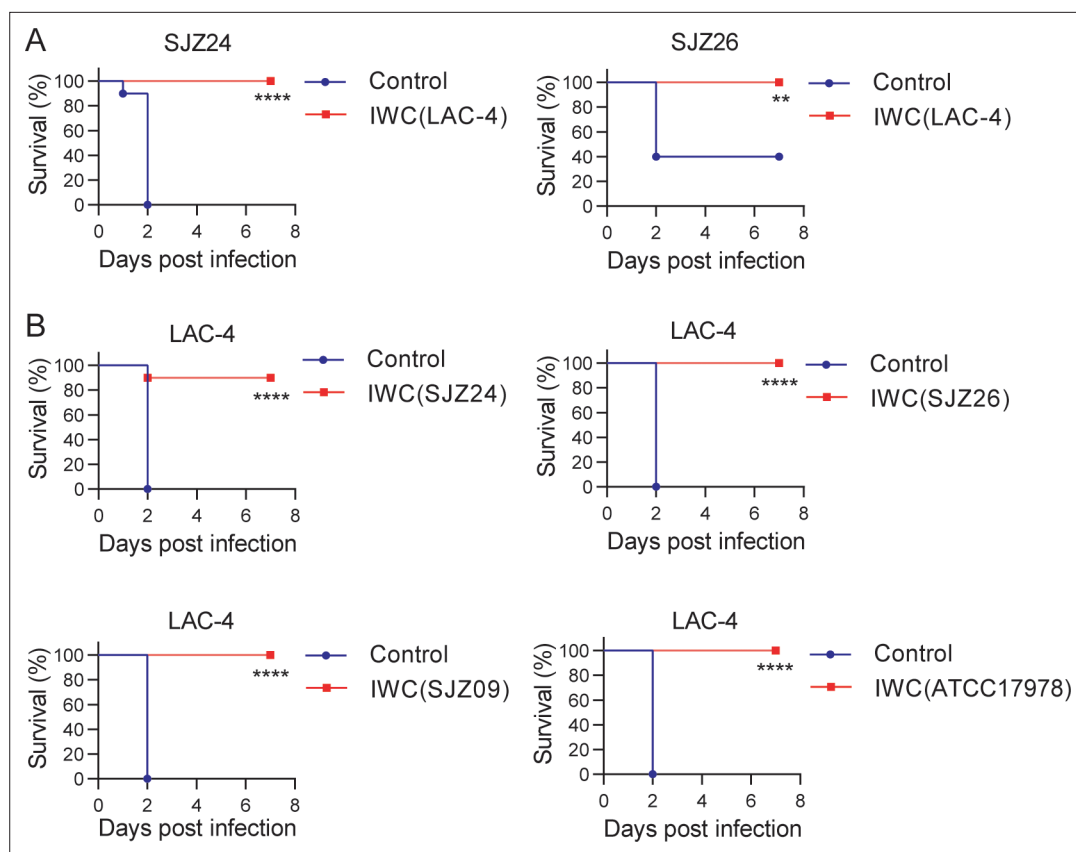 A
SJZ24
Survival (%)
100
80
60
40
20
0
0 2 4 6 8
Days post infection
Control
IWC(LAC-4)
****
SJZ26
Survival (%)
100
80
60
40
20
0
0 2 4 6 8
Days post infection
Control
IWC(LAC-4)
**
B
LAC-4
Survival (%)
100
80
60
40
20
0
0 2 4 6 8
Days post infection
Control
IWC(SJZ24)
****
LAC-4
Survival (%)
100
80
60
40
20
0
0 2 4 6 8
Days post infection
Control
IWC(SJZ26)
****
LAC-4
Survival (%)
100
80
60
40
20
0
0 2 4 6 8
Days post infection
Control
IWC(SJZ09)
****
LAC-4
Survival (%)
100
80
60
40
20
0
0 2 4 6 8
Days post infection
Control
IWC(ATCC17978)
****